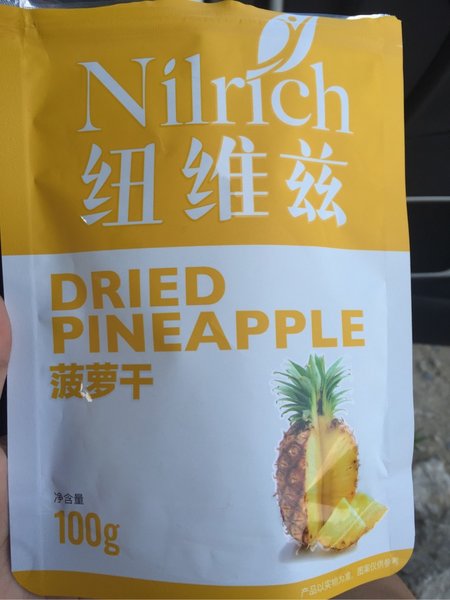 Nilrich
纽维兹
DRIED
PINEAPPLE
菠萝干
净含量
100g
产品以实物为准，图案仅供参考